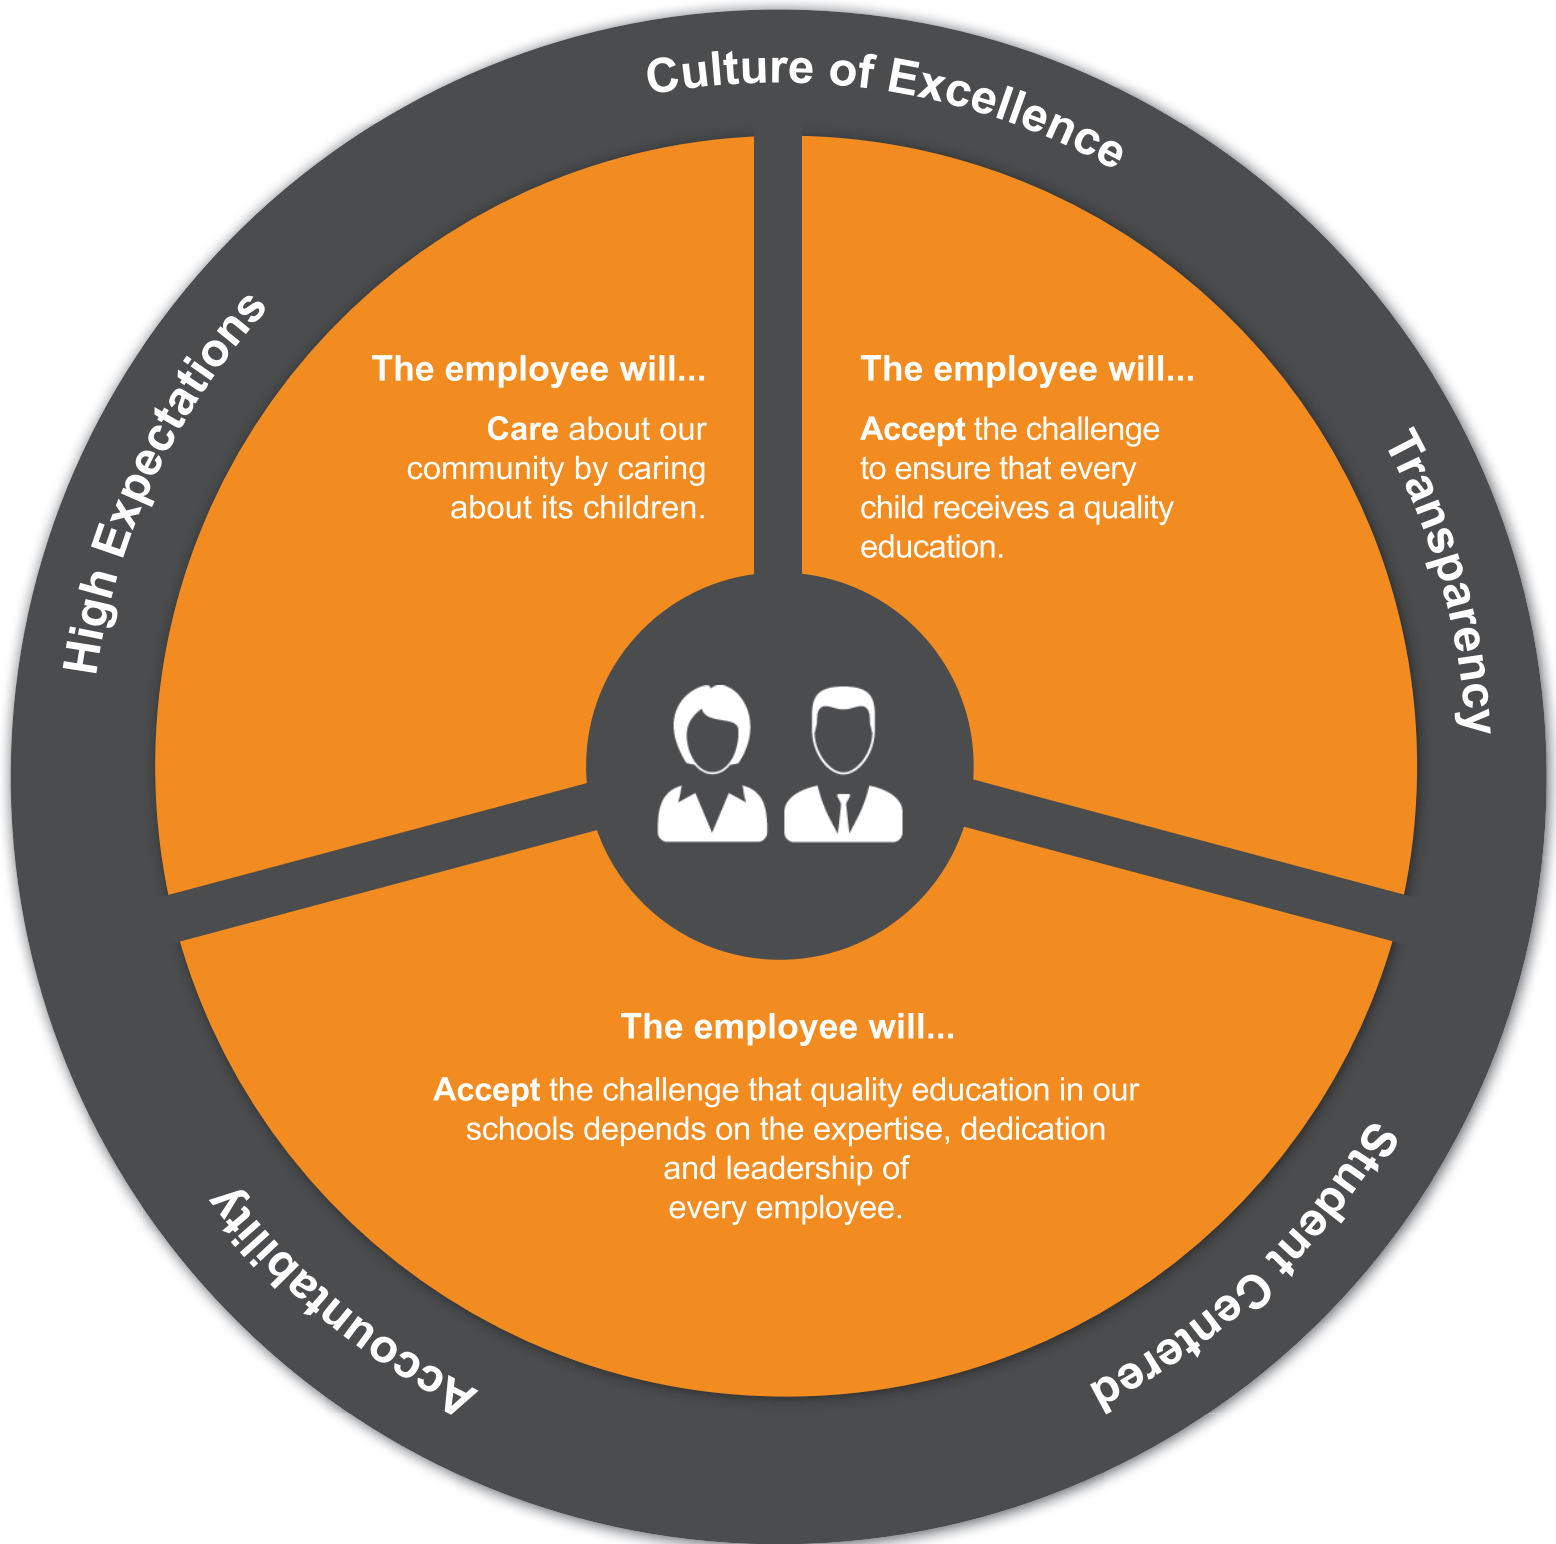 Culture of Excellence
High Expectations
Transparency
The employee will...
Care about our
community by caring
about its children.
The employee will...
Accept the challenge
to ensure that every
child receives a quality
education.
The employee will...
Accept the challenge that quality education in our
schools depends on the expertise, dedication
and leadership of
every employee.
Student Centered
Accountability